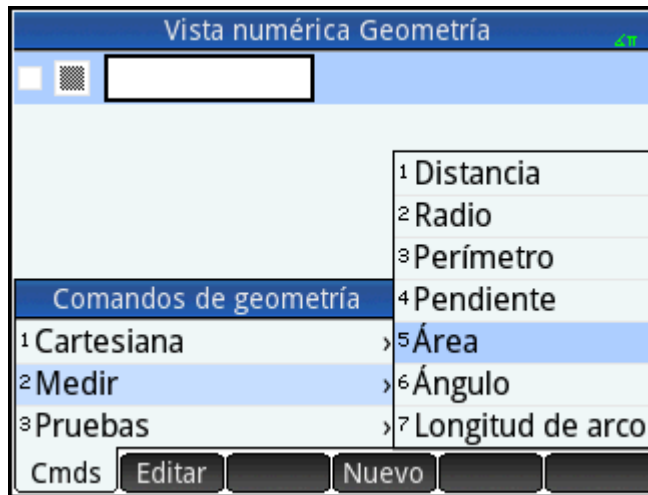 Vista numérica Geometría
∡π
1 Distancia
2 Radio
3 Perímetro
4 Pendiente
5 Área
6 Ángulo
7 Longitud de arco
Comandos de geometría
1 Cartesiana ›
2 Medir ›
3 Pruebas ›
Cmds Editar Nuevo